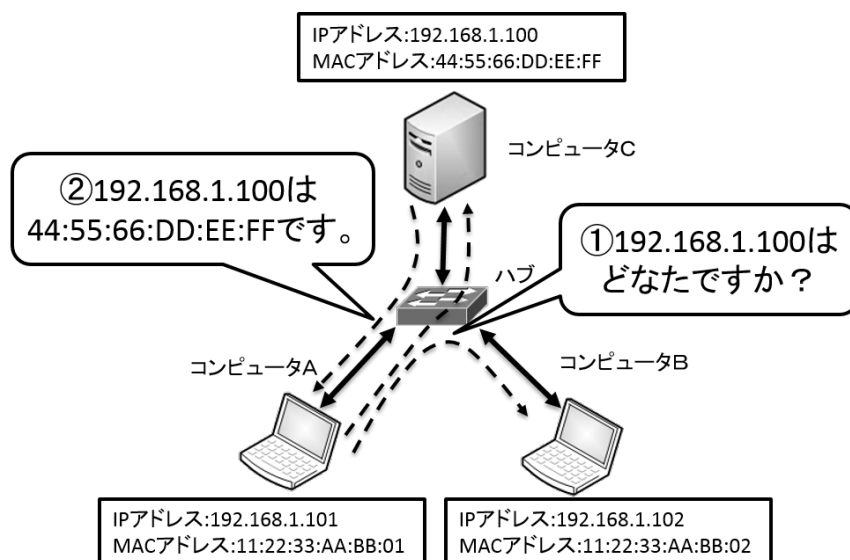 IPアドレス:192.168.1.100
MACアドレス:44:55:66:DD:EE:FF
コンピュータC
②192.168.1.100は
44:55:66:DD:EE:FFです。
①192.168.1.100は
どなたですか？
ハブ
コンピュータA
コンピュータB
IPアドレス:192.168.1.101
MACアドレス:11:22:33:AA:BB:01
IPアドレス:192.168.1.102
MACアドレス:11:22:33:AA:BB:02